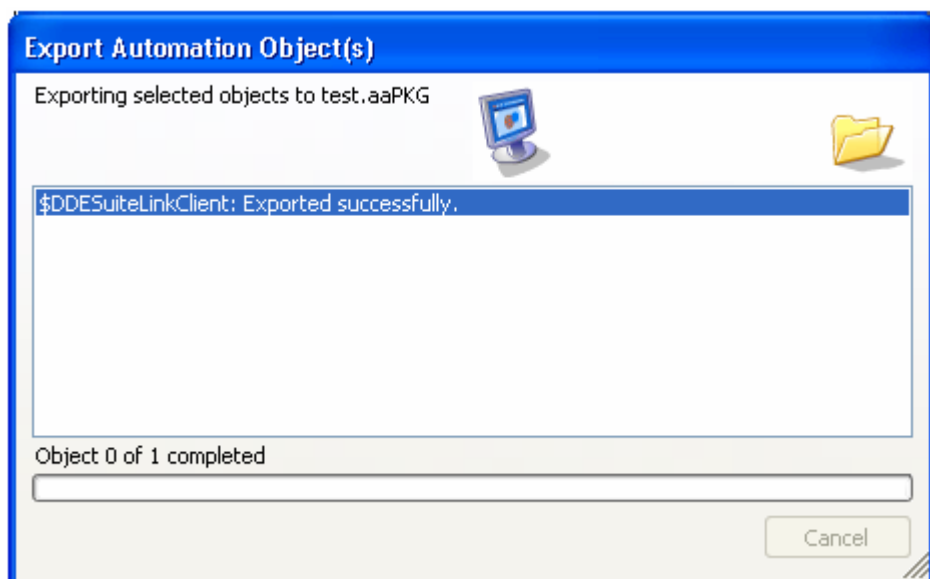 Export Automation Object(s)
Exporting selected objects to test.aaPKG
$DDESuiteLinkClient: Exported successfully.
Object 0 of 1 completed
Cancel